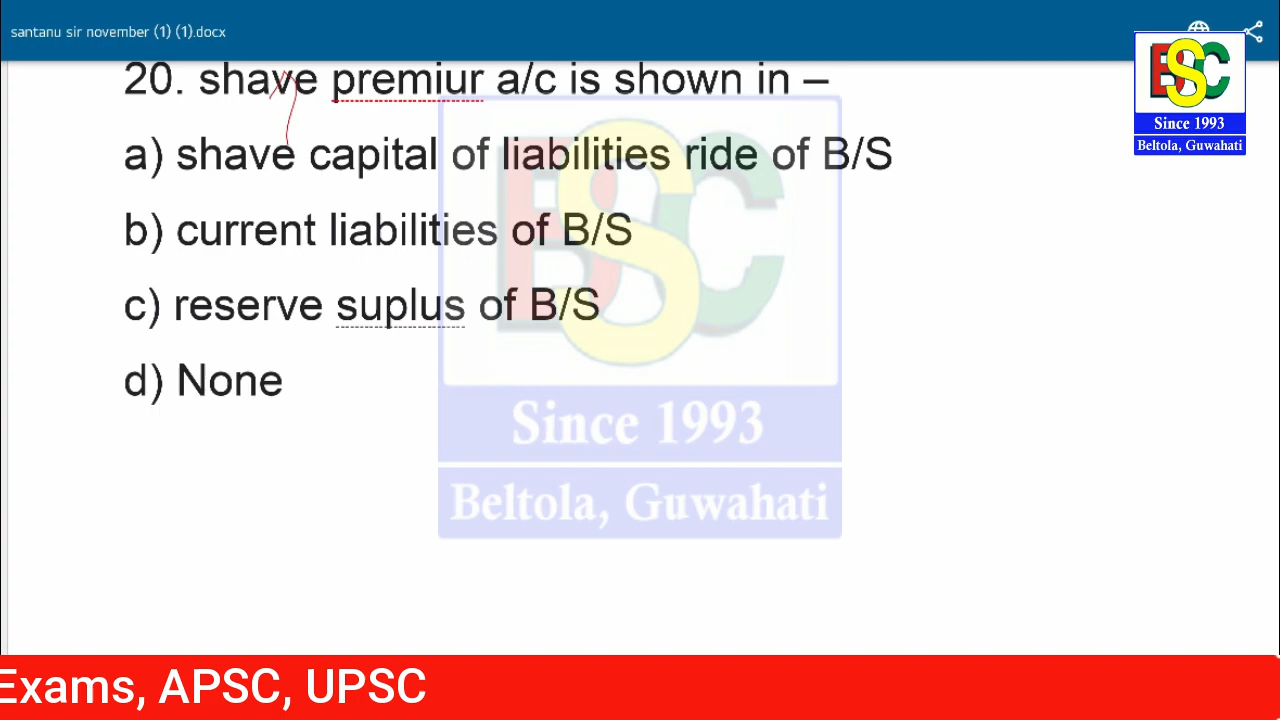 santanu sir november (1) (1).docx
BSC
Since 1993
Beltola, Guwahati
20. shave premiur a/c is shown in –
a) shave capital of liabilities ride of B/S
b) current liabilities of B/S
c) reserve suplus of B/S
d) None
BSC
Since 1993
Beltola, Guwahati
Exams, APSC, UPSC